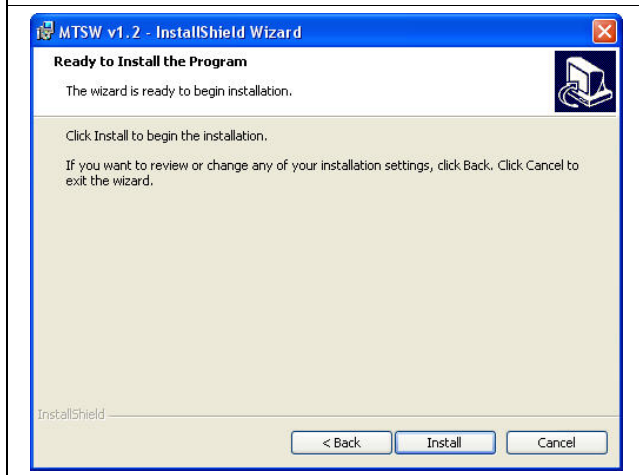 MTSW v1.2 - InstallShield Wizard
Ready to Install the Program
The wizard is ready to begin installation.
Click Install to begin the installation.
If you want to review or change any of your installation settings, click Back. Click Cancel to
exit the wizard.
InstallShield
< Back Install Cancel